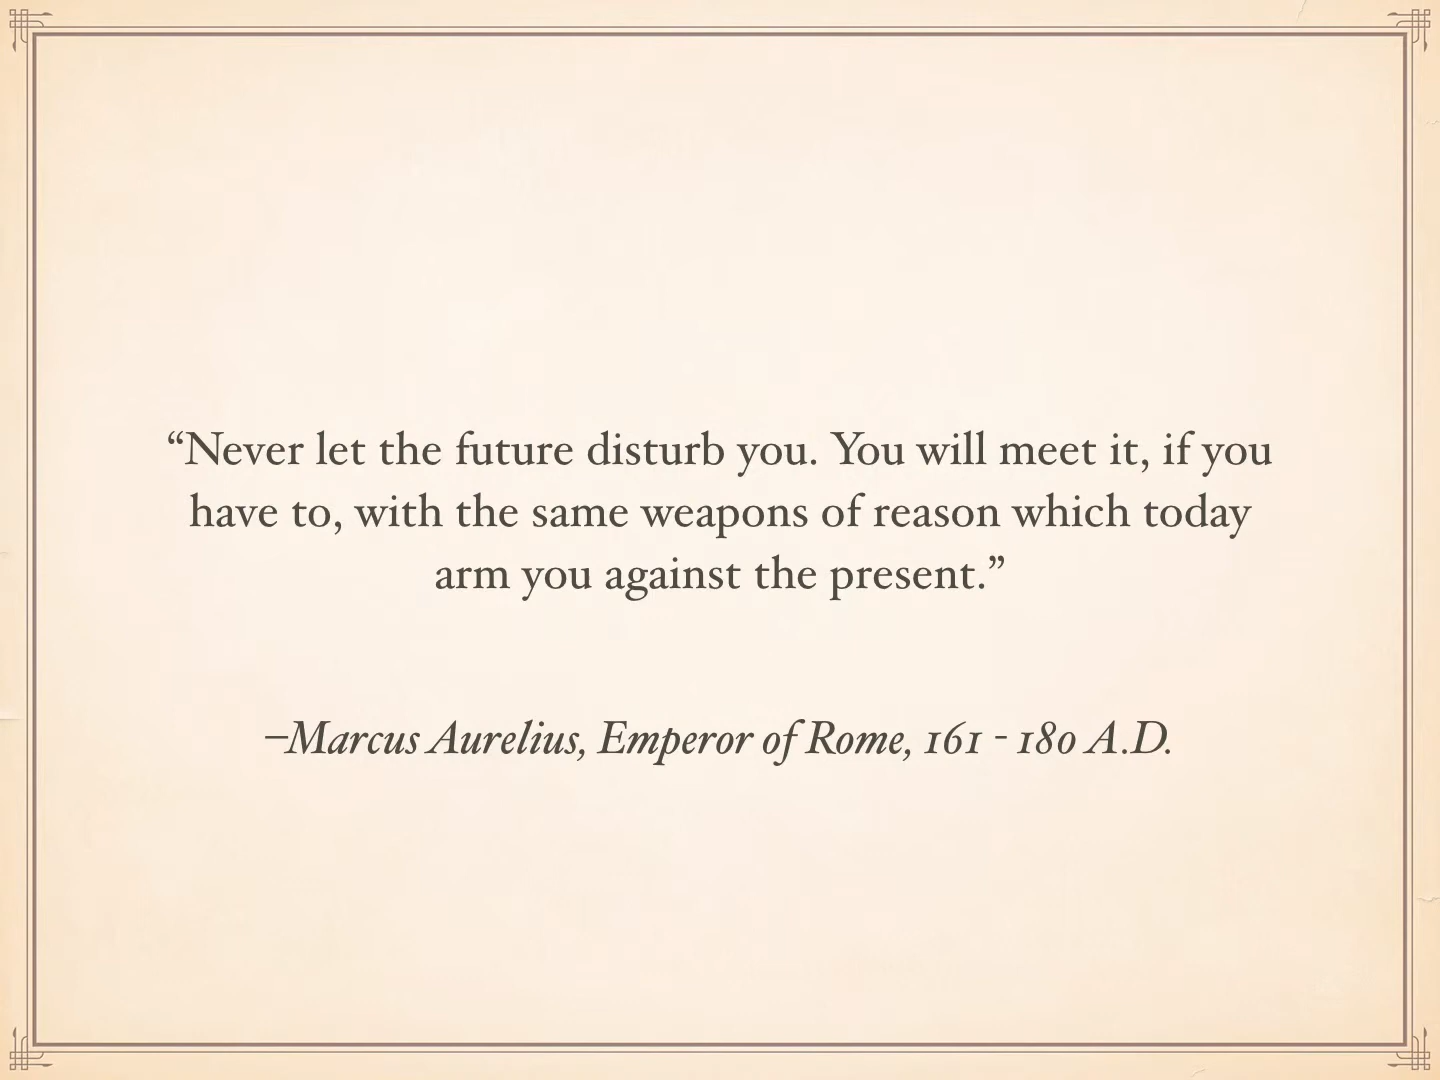 “Never let the future disturb you. You will meet it, if you
have to, with the same weapons of reason which today
arm you against the present.”
–Marcus Aurelius, Emperor of Rome, 161 - 180 A.D.